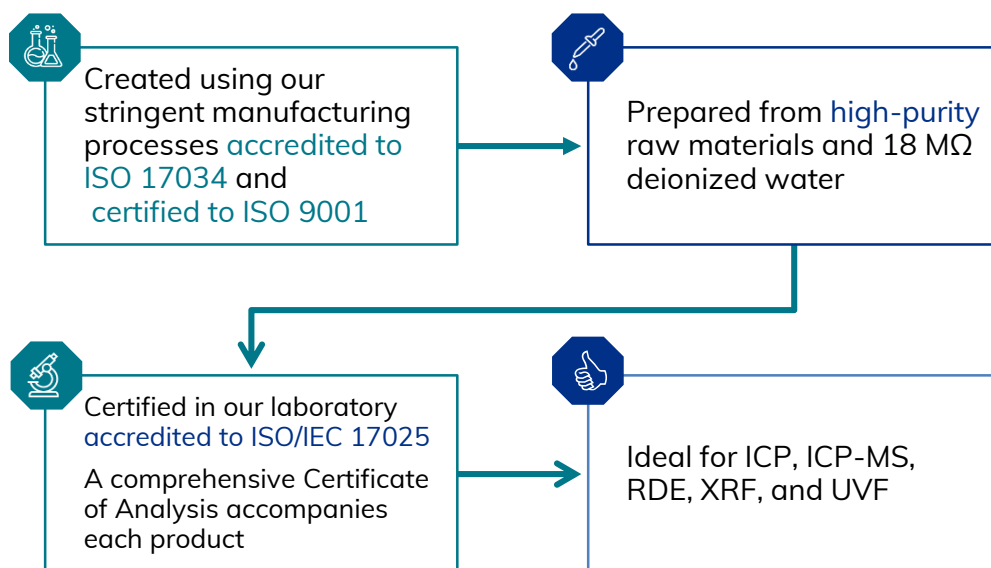 Created using our
stringent manufacturing
processes accredited to
ISO 17034 and
certified to ISO 9001
Prepared from high-purity
raw materials and 18 MΩ
deionized water
Certified in our laboratory
accredited to ISO/IEC 17025
A comprehensive Certificate
of Analysis accompanies
each product
Ideal for ICP, ICP-MS,
RDE, XRF, and UVF